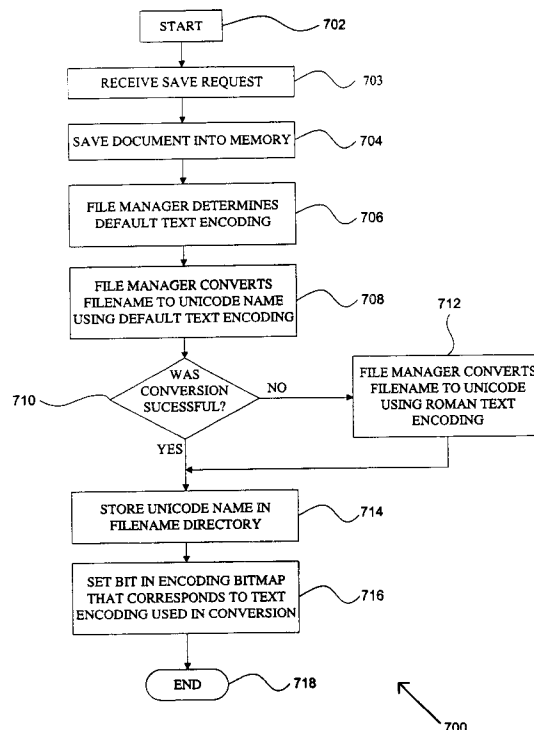 START
702
RECEIVE SAVE REQUEST
703
SAVE DOCUMENT INTO MEMORY
704
FILE MANAGER DETERMINES
DEFAULT TEXT ENCODING
706
FILE MANAGER CONVERTS
FILENAME TO UNICODE NAME
USING DEFAULT TEXT ENCODING
708
712
WAS
CONVERSION
SUCESSFUL?
710
NO
FILE MANAGER CONVERTS
FILENAME TO UNICODE
USING ROMAN TEXT
ENCODING
YES
STORE UNICODE NAME IN
FILENAME DIRECTORY
714
SET BIT IN ENCODING BITMAP
THAT CORRESPONDS TO TEXT
ENCODING USED IN CONVERSION
716
END
718
700